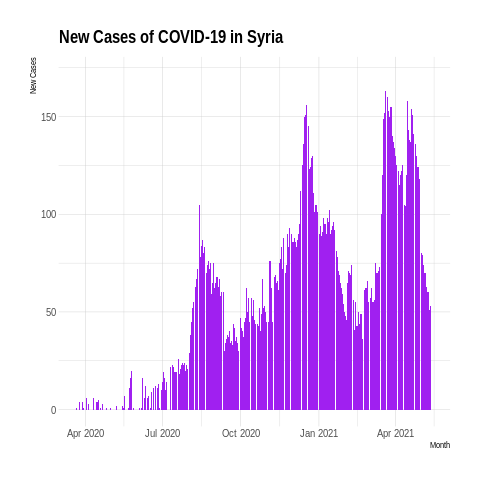 New Cases of COVID-19 in Syria
New Cases
150
100
50
0
Apr 2020 Jul 2020 Oct 2020 Jan 2021 Apr 2021
Month